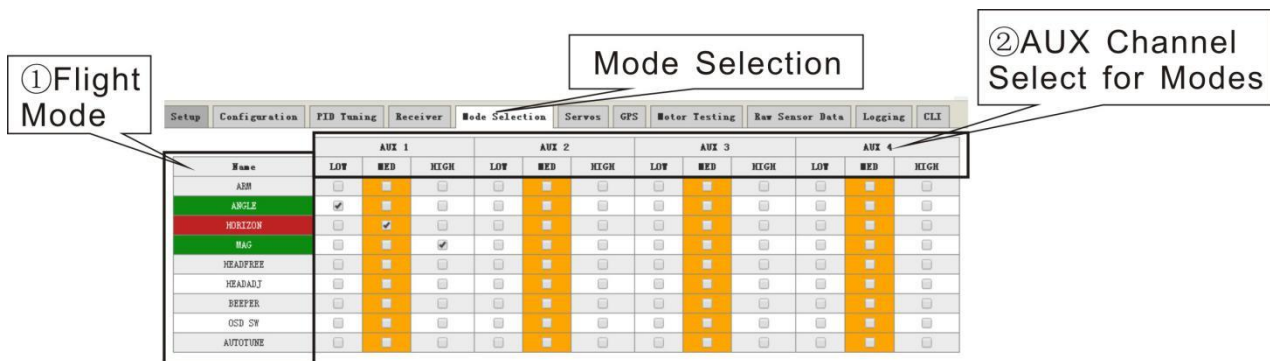 ①Flight
Mode
Mode Selection
②AUX Channel
Select for Modes
Setup Configuration PID Tuning Receiver Mode Selection Servos GPS Motor Testing Raw Sensor Data Logging CLI
AUX 1 AUX 2 AUX 3 AUX 4
Name LOW MED HIGH LOW MED HIGH LOW MED HIGH LOW MED HIGH
ARM
ANGLE
HORIZON
MAG
HEADFREE
HEADADJ
BEEPER
OSD SW
AUTOTUNE